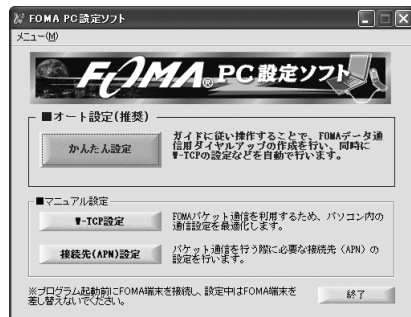 FOMA PC設定ソフト
メニュー(M)
FOMA® PC設定ソフト
■オート設定(推奨)
かんたん設定
ガイドに従い操作することで、FOMAデータ通
信用ダイヤルアップの作成を行い、同時に
W-TCPの設定などを自動で行います。
■マニュアル設定
W-TCP設定
FOMAパケット通信を利用するため、パソコン内の
通信設定を最適化します。
接続先(APN)設定
パケット通信を行う際に必要な接続先（APN）の
設定を行います。
※プログラム起動前にFOMA端末を接続し、設定中はFOMA端末を
差し替えないでください。
終了